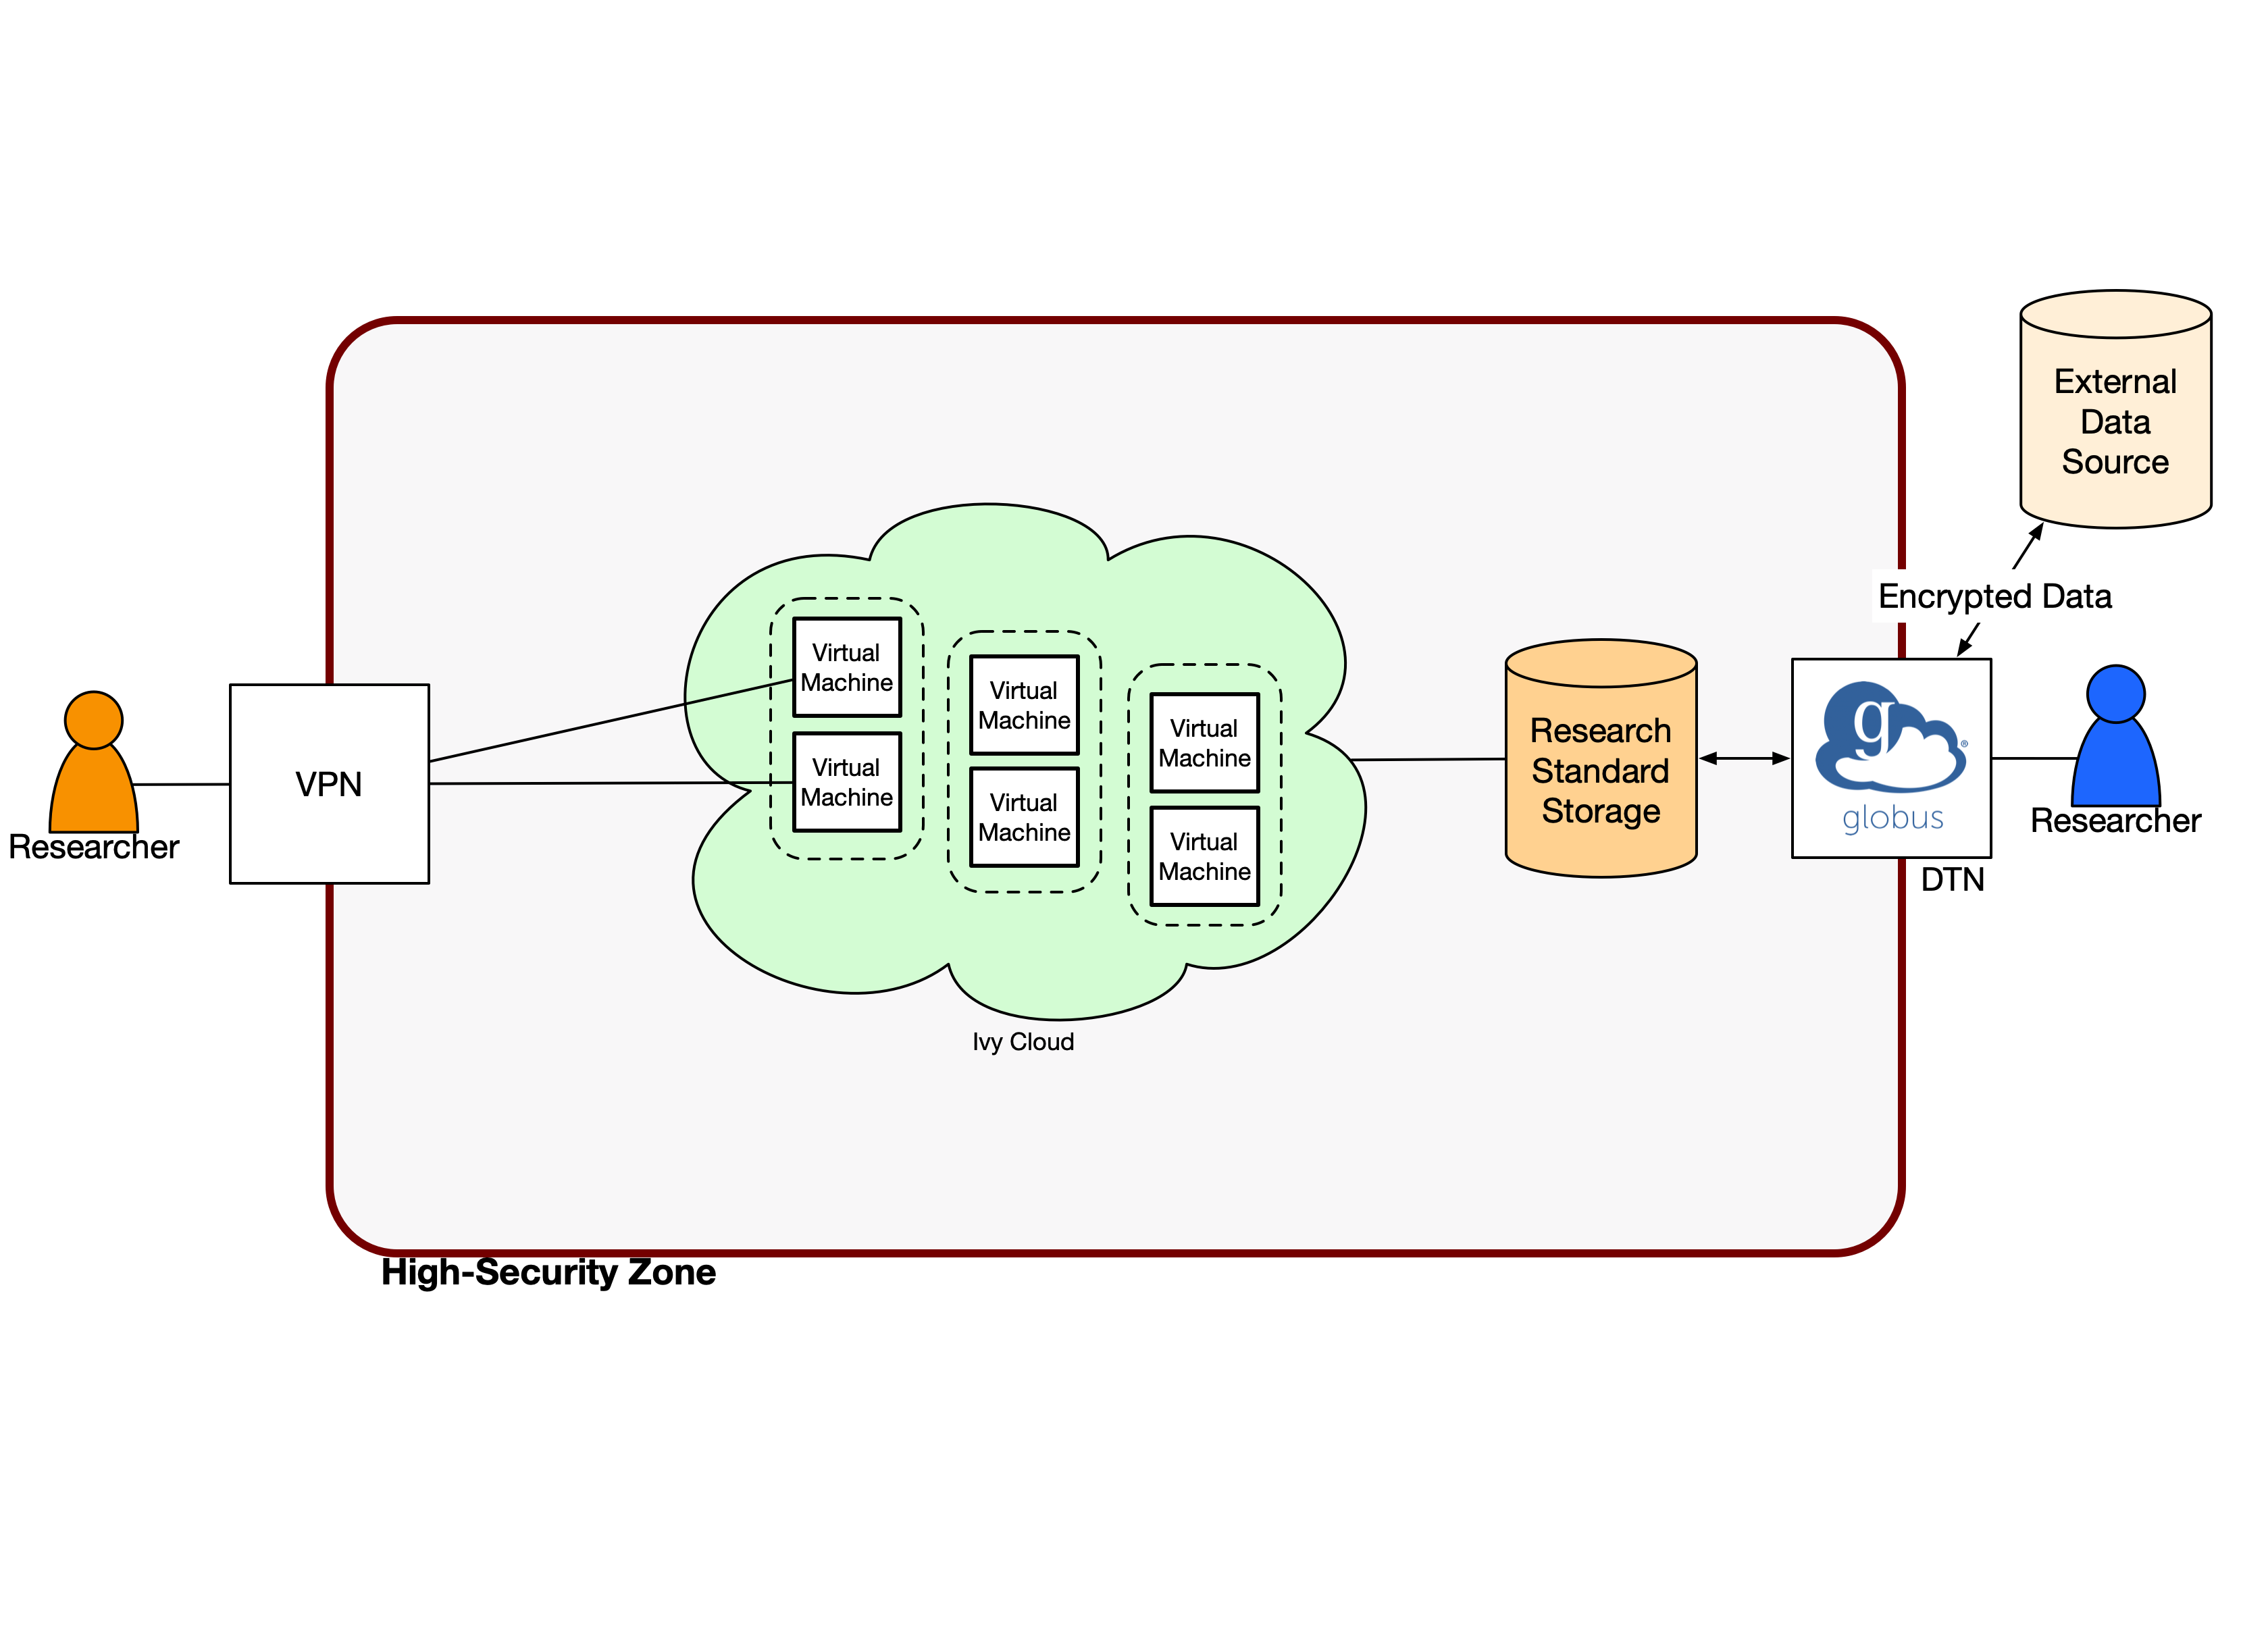 External
Data
Source
Encrypted Data
Virtual
Machine
Virtual
Machine
Virtual
Machine
Virtual
Machine
Virtual
Machine
Virtual
Machine
Researcher
VPN
Research
Standard
Storage
g
®
globus
Researcher
DTN
Ivy Cloud
High-Security Zone